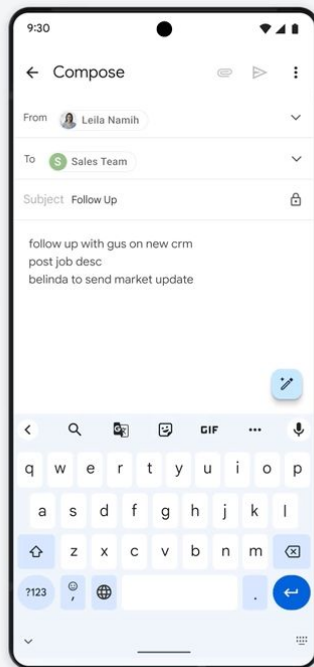 9:30
Compose
From Leila Namih
To S Sales Team
Subject Follow Up
follow up with gus on new crm
post job desc
belinda to send market update
GIF
q w e r t y u i o p
a s d f g h j k l
z x c v b n m
?123 , .